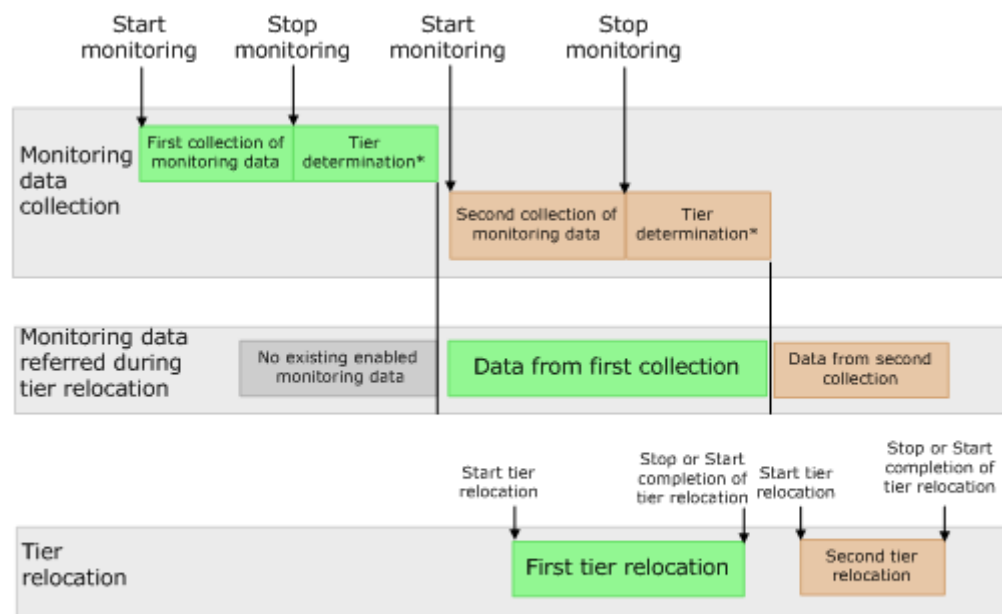 Start
monitoring
Stop
monitoring
Start
monitoring
Stop
monitoring
Monitoring
data
collection
First collection of
monitoring data
Tier
determination*
Second collection of
monitoring data
Tier
determination*
Monitoring data
referred during
tier relocation
No existing enabled
monitoring data
Data from first collection
Data from second
collection
Start tier
relocation
Stop or Start
completion of
tier relocation
Start tier
relocation
Stop or Start
completion of
tier relocation
Tier
relocation
First tier relocation
Second tier
relocation